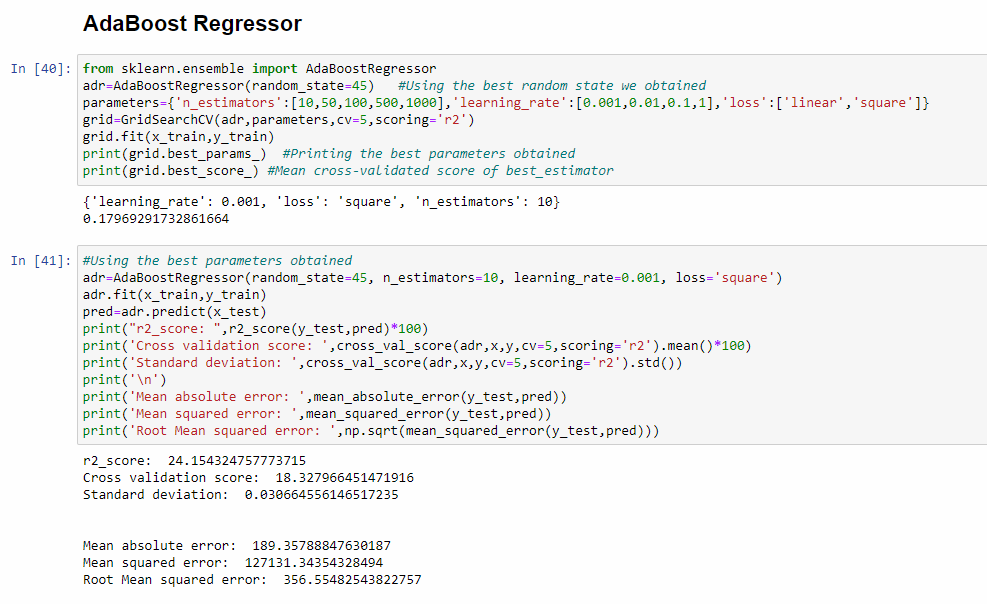 AdaBoost Regressor
In [40]: from sklearn.ensemble import AdaBoostRegressor
adr=AdaBoostRegressor(random_state=45)   #Using the best random state we obtained
parameters={'n_estimators':[10,50,100,500,1000],'learning_rate':[0.001,0.01,0.1,1],'loss':['linear','square']}
grid=GridSearchCV(adr,parameters,cv=5,scoring='r2')
grid.fit(x_train,y_train)
print(grid.best_params_)  #Printing the best parameters obtained
print(grid.best_score_) #Mean cross-validated score of best_estimator
{'learning_rate': 0.001, 'loss': 'square', 'n_estimators': 10}
0.17969291732861664
In [41]: #Using the best parameters obtained
adr=AdaBoostRegressor(random_state=45, n_estimators=10, learning_rate=0.001, loss='square')
adr.fit(x_train,y_train)
pred=adr.predict(x_test)
print("r2_score: ",r2_score(y_test,pred)*100)
print('Cross validation score: ',cross_val_score(adr,x,y,cv=5,scoring='r2').mean()*100)
print('Standard deviation: ',cross_val_score(adr,x,y,cv=5,scoring='r2').std())
print('\n')
print('Mean absolute error: ',mean_absolute_error(y_test,pred))
print('Mean squared error: ',mean_squared_error(y_test,pred))
print('Root Mean squared error: ',np.sqrt(mean_squared_error(y_test,pred)))
r2_score:  24.154324757773715
Cross validation score:  18.327966451471916
Standard deviation:  0.030664556146517235
Mean absolute error:  189.35788847630187
Mean squared error:  127131.34354328494
Root Mean squared error:  356.55482543822757